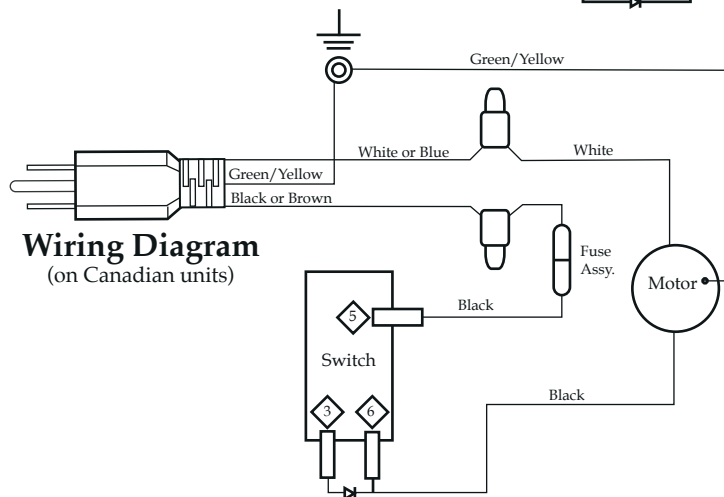 Green/Yellow
White or Blue
White
Green/Yellow
Black or Brown
Wiring Diagram
(on Canadian units)
Fuse
Assy.
Motor
5
Black
Switch
3
6
Black